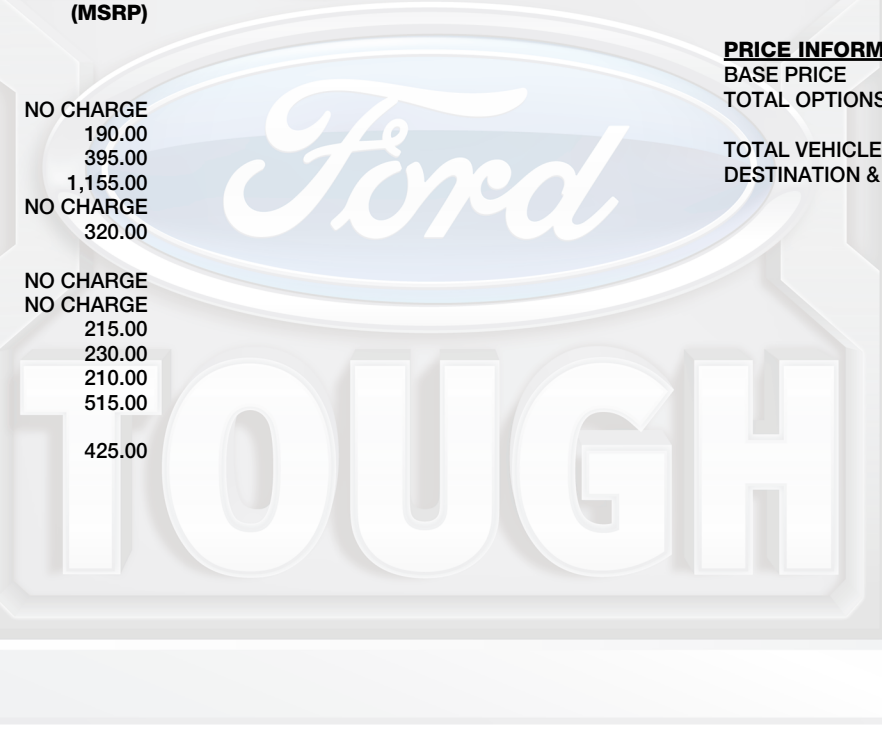 (MSRP)
NO CHARGE
190.00
395.00
1,155.00
NO CHARGE
320.00
NO CHARGE
NO CHARGE
215.00
230.00
210.00
515.00
425.00
PRICE INFORM
BASE PRICE
TOTAL OPTIONS
TOTAL VEHICLE
DESTINATION &
Ford
TOUGH